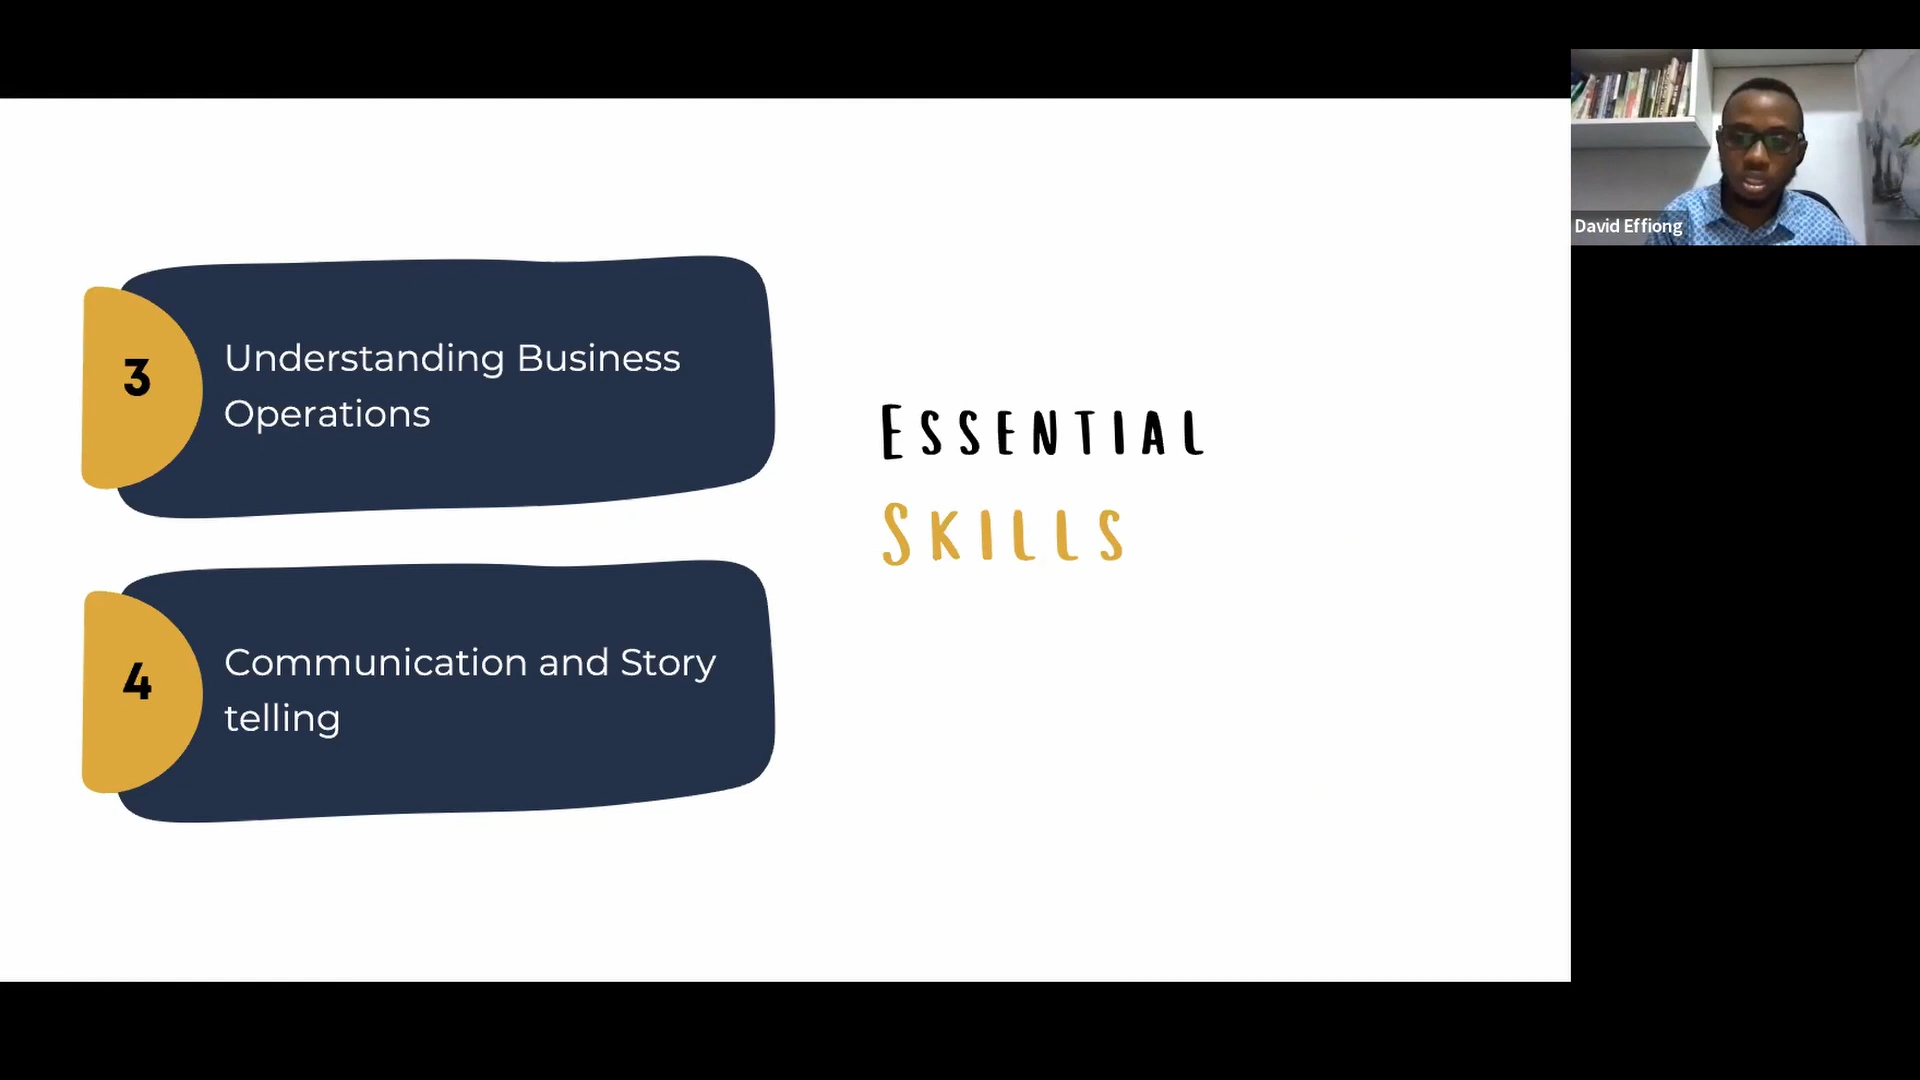 3
Understanding Business
Operations
4
Communication and Story
telling
ESSENTIAL
SKILLS
David Effiong